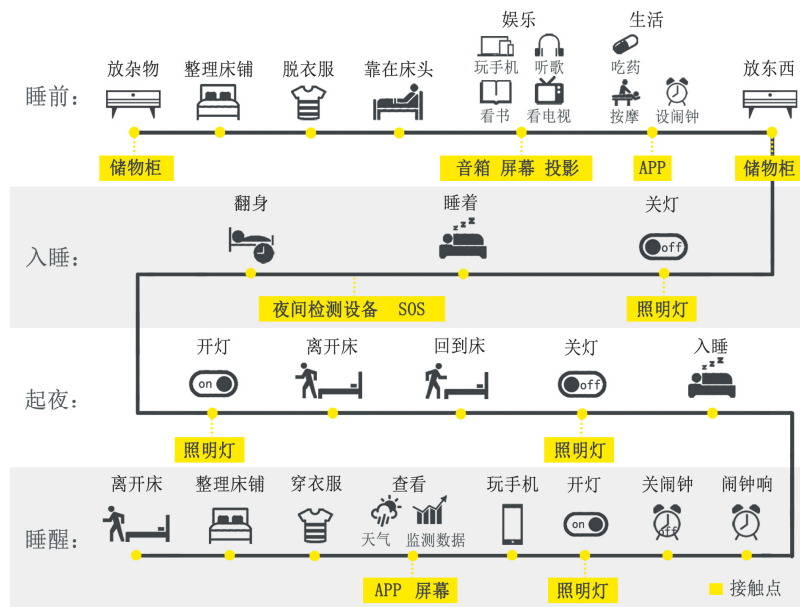 娱乐
生活
放杂物
整理床铺
脱衣服
靠在床头
玩手机
听歌
吃药
放东西
睡前：
看书
看电视
按摩
设闹钟
储物柜
音箱 屏幕 投影
APP
储物柜
翻身
睡着
关灯
入睡：
off
夜间检测设备 SOS
照明灯
开灯
离开床
回到床
关灯
入睡
起夜：
on
off
照明灯
照明灯
离开床
整理床铺
穿衣服
查看
玩手机
开灯
关闹钟
闹钟响
睡醒：
on
off
天气
监测数据
APP 屏幕
照明灯
接触点